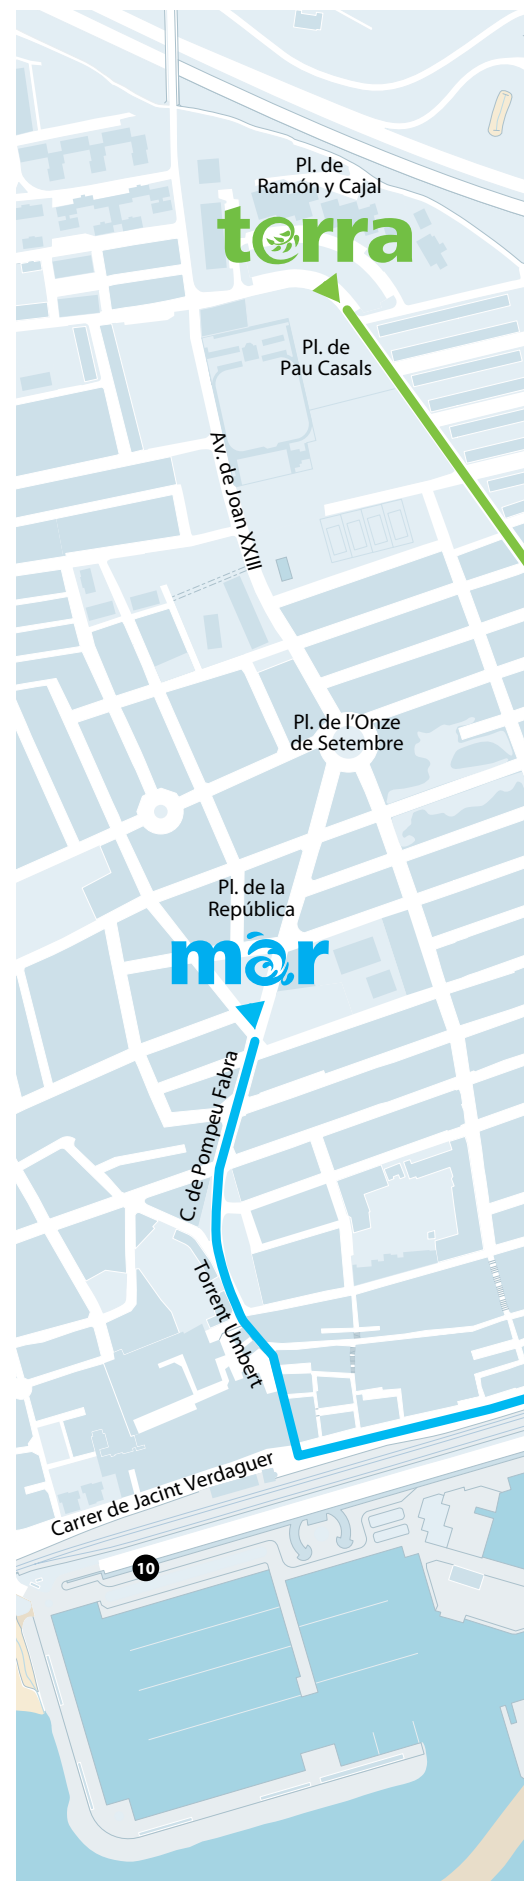 Pl. de
Ramón y Cajal
terra
Pl. de
Pau Casals
Av. de Joan XXIII
Pl. de l'Onze
de Setembre
Pl. de la
República
mar
C. de Pompeu Fabra
Torrent Umbert
Carrer de Jacint Verdaguer
10